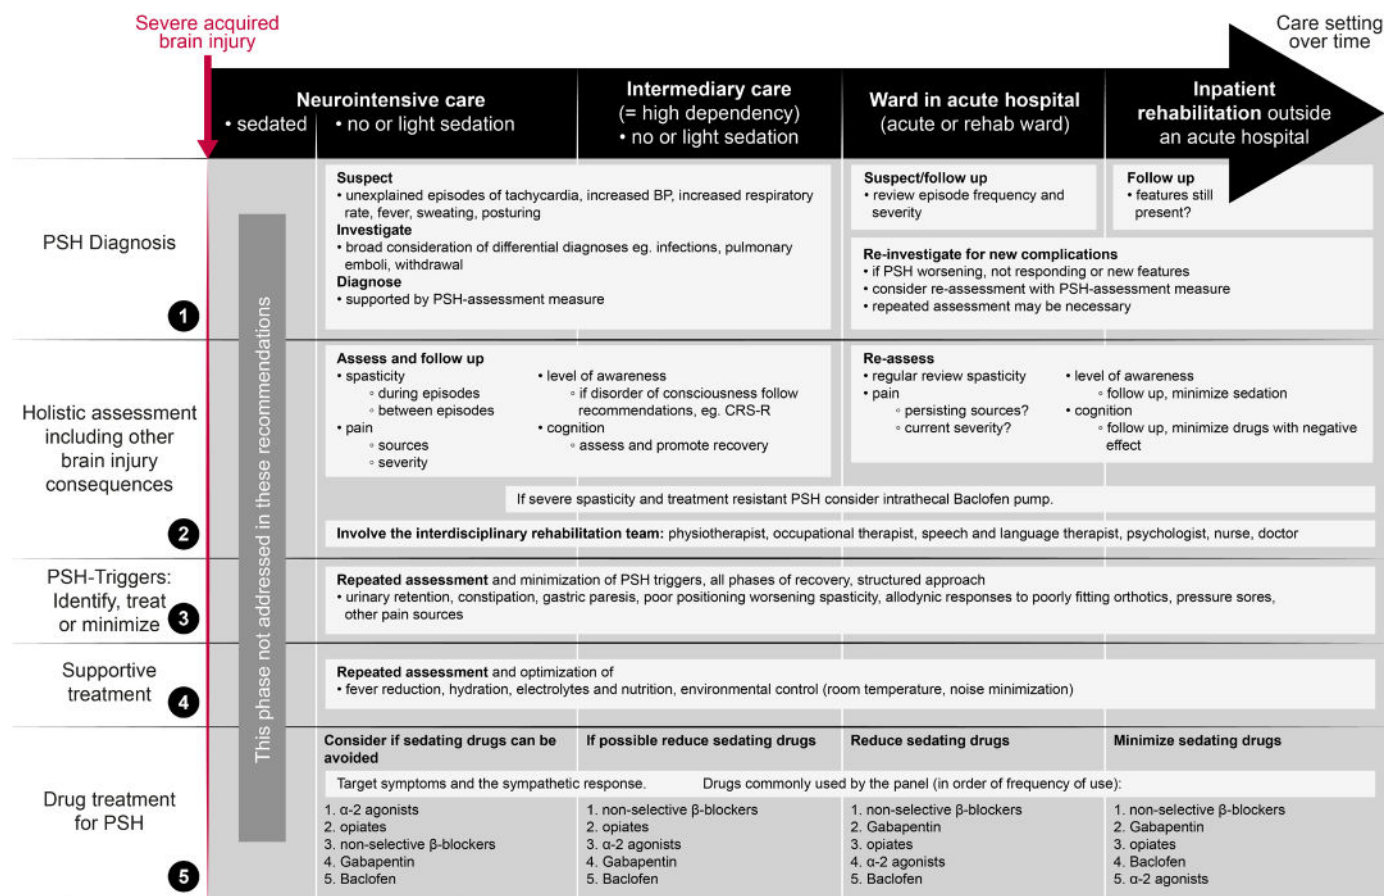 Severe acquired
brain injury
Care setting
over time
Neurointensive care
• sedated
• no or light sedation
Intermediary care
(= high dependency)
• no or light sedation
Ward in acute hospital
(acute or rehab ward)
Inpatient
rehabilitation outside
an acute hospital
This phase not addressed in these recommendations
PSH Diagnosis
1
Suspect
• unexplained episodes of tachycardia, increased BP, increased respiratory
rate, fever, sweating, posturing
Investigate
• broad consideration of differential diagnoses eg. infections, pulmonary
emboli, withdrawal
Diagnose
• supported by PSH-assessment measure
Suspect/follow up
• review episode frequency and
severity
Follow up
• features still
present?
Re-investigate for new complications
• if PSH worsening, not responding or new features
• consider re-assessment with PSH-assessment measure
• repeated assessment may be necessary
Holistic assessment
including other
brain injury
consequences
2
Assess and follow up
• spasticity
◦ during episodes
◦ between episodes
• pain
◦ sources
◦ severity
• level of awareness
◦ if disorder of consciousness follow
recommendations, eg. CRS-R
• cognition
◦ assess and promote recovery
Re-assess
• regular review spasticity
• pain
◦ persisting sources?
◦ current severity?
• level of awareness
◦ follow up, minimize sedation
• cognition
◦ follow up, minimize drugs with negative
effect
If severe spasticity and treatment resistant PSH consider intrathecal Baclofen pump.
Involve the interdisciplinary rehabilitation team: physiotherapist, occupational therapist, speech and language therapist, psychologist, nurse, doctor
PSH-Triggers:
Identify, treat
or minimize
3
Repeated assessment and minimization of PSH triggers, all phases of recovery, structured approach
• urinary retention, constipation, gastric paresis, poor positioning worsening spasticity, allodynic responses to poorly fitting orthotics, pressure sores,
other pain sources
Supportive
treatment
4
Repeated assessment and optimization of
• fever reduction, hydration, electrolytes and nutrition, environmental control (room temperature, noise minimization)
Drug treatment
for PSH
5
Consider if sedating drugs can be
avoided
If possible reduce sedating drugs
Reduce sedating drugs
Minimize sedating drugs
Target symptoms and the sympathetic response.
Drugs commonly used by the panel (in order of frequency of use):
1. α-2 agonists
2. opiates
3. non-selective β-blockers
4. Gabapentin
5. Baclofen
1. non-selective β-blockers
2. opiates
3. α-2 agonists
4. Gabapentin
5. Baclofen
1. non-selective β-blockers
2. Gabapentin
3. opiates
4. α-2 agonists
5. Baclofen
1. non-selective β-blockers
2. Gabapentin
3. opiates
4. Baclofen
5. α-2 agonists